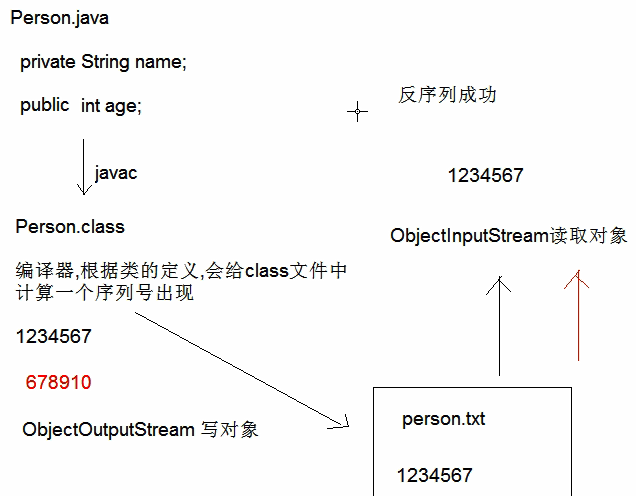 Person.java
private String name;
public int age;
反序列成功
javac
1234567
Person.class
ObjectInputStream读取对象
编译器,根据类的定义,会给class文件中
计算一个序列号出现
1234567
678910
person.txt
ObjectOutputStream 写对象
1234567